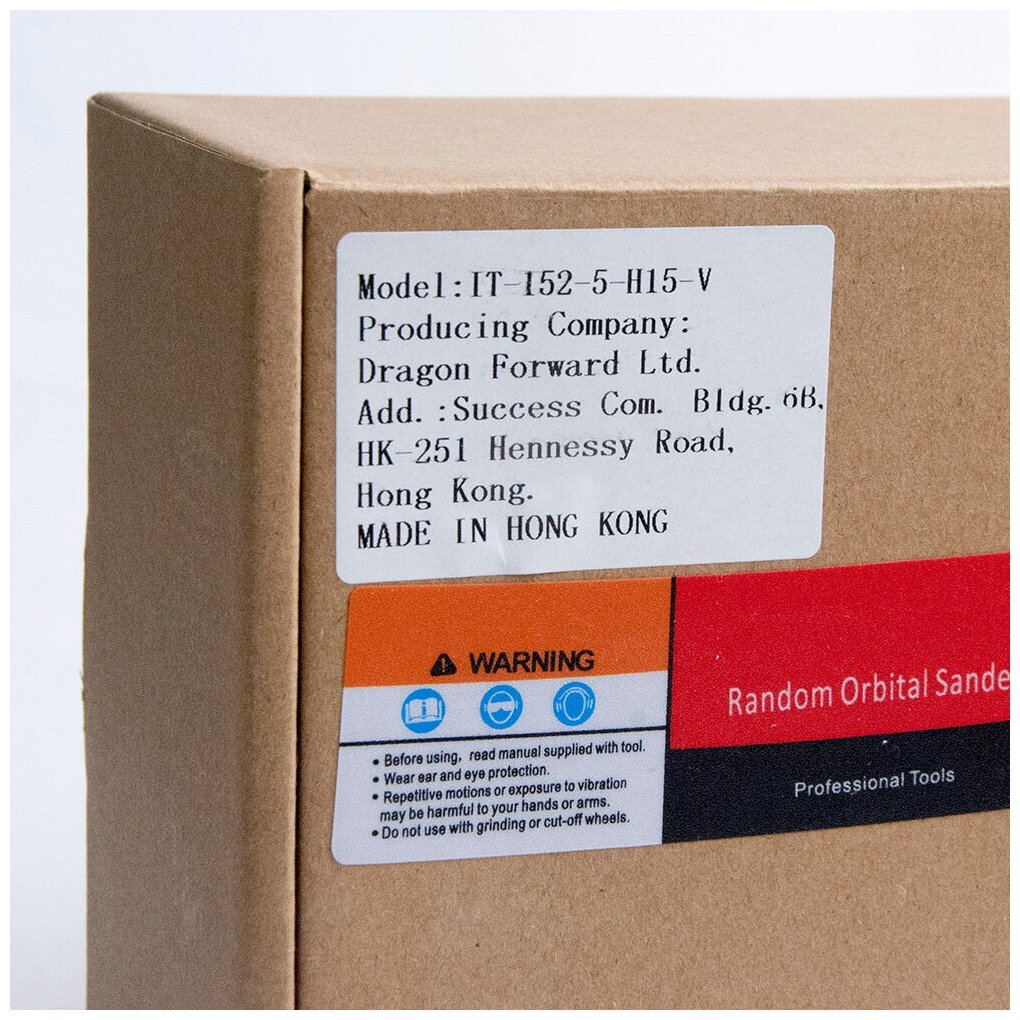 Model:IT-152-5-H15-V
Producing Company:
Dragon Forward Ltd.
Add.:Success Com. Bldg.6B,
HK-251 Hennessy Road,
Hong Kong.
MADE IN HONG KONG
WARNING
Before using, read manual supplied with tool.
Wear ear and eye protection.
Repetitive motions or exposure to vibration
may be harmful to your hands or arms.
Do not use with grinding or cut-off wheels.
Random Orbital Sande
Professional Tools